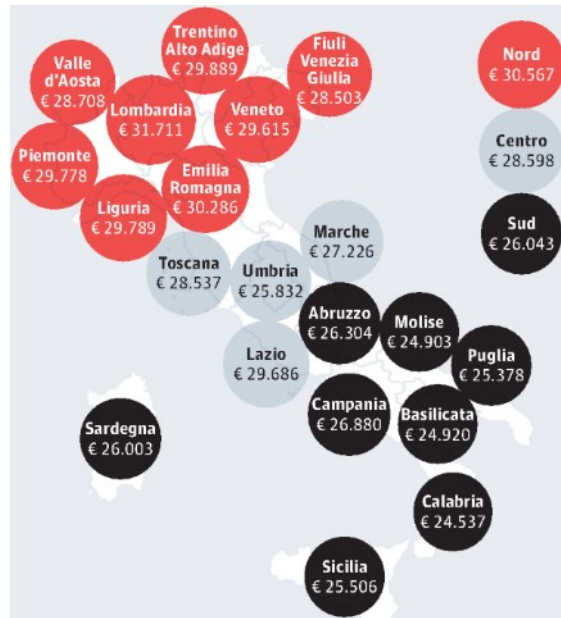 Trentino
Alto Adige
€ 29.889
Fiuli
Venezia
Giulia
€ 28.503
Valle
d'Aosta
€ 28.708
Nord
€ 30.567
Lombardia
€ 31.711
Veneto
€ 29.615
Piemonte
€ 29.778
Emilia
Romagna
€ 30.286
Centro
€ 28.598
Liguria
€ 29.789
Marche
€ 27.226
Sud
€ 26.043
Toscana
€ 28.537
Umbria
€ 25.832
Abruzzo
€ 26.304
Molise
€ 24.903
Lazio
€ 29.686
Puglia
€ 25.378
Campania
€ 26.880
Basilicata
€ 24.920
Sardegna
€ 26.003
Calabria
€ 24.537
Sicilia
€ 25.506